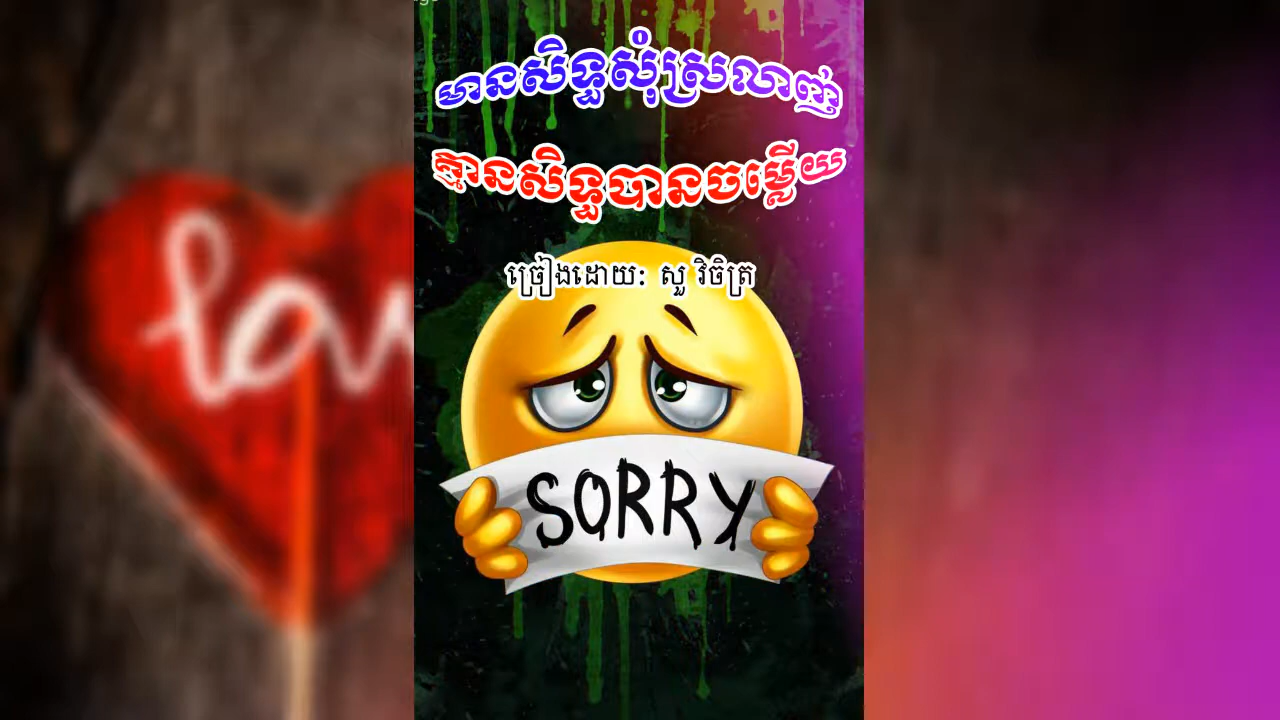 មានសិទ្ធសុំស្រលាញ់
គ្មានសិទ្ធបានចម្លើយ
ច្រៀងដោយ: សួ វិចិត្រ
love
SORRY